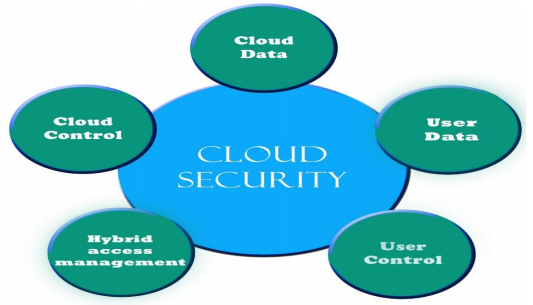 Cloud
Data
Cloud
Control
User
Data
CLOUD
SECURITY
Hybrid
access
management
User
Control